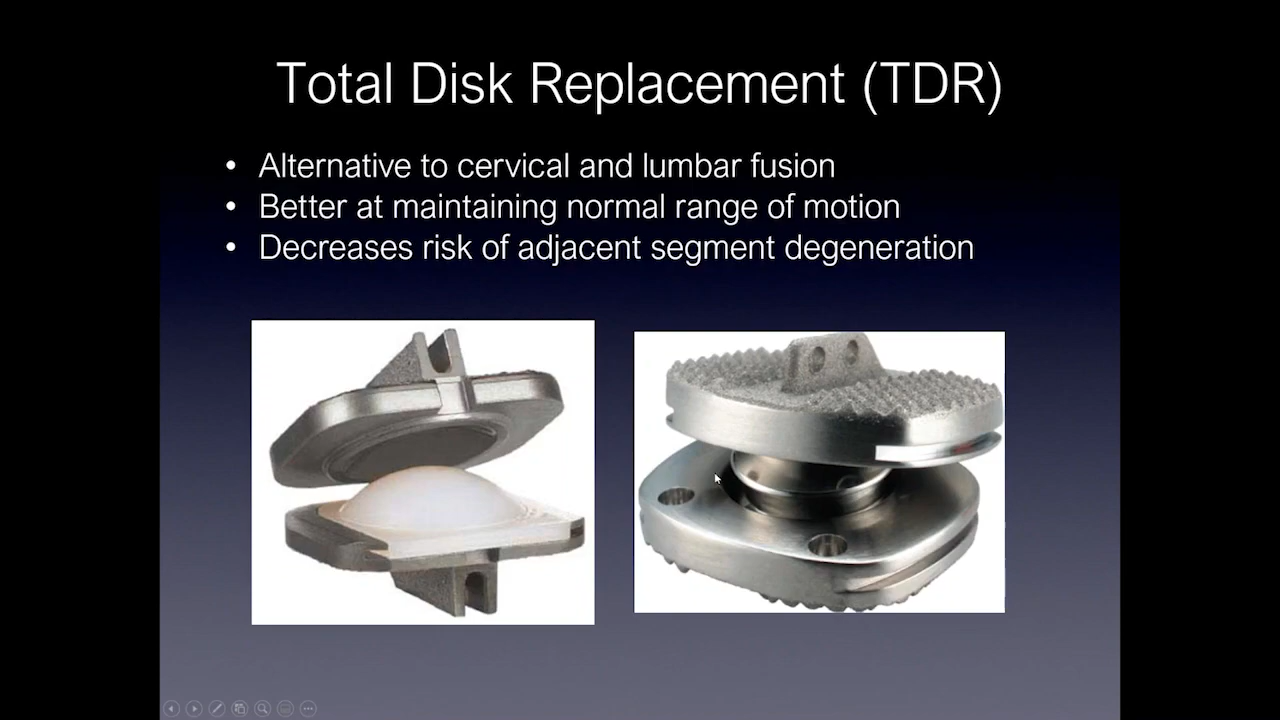 Total Disk Replacement (TDR)
• Alternative to cervical and lumbar fusion
• Better at maintaining normal range of motion
• Decreases risk of adjacent segment degeneration